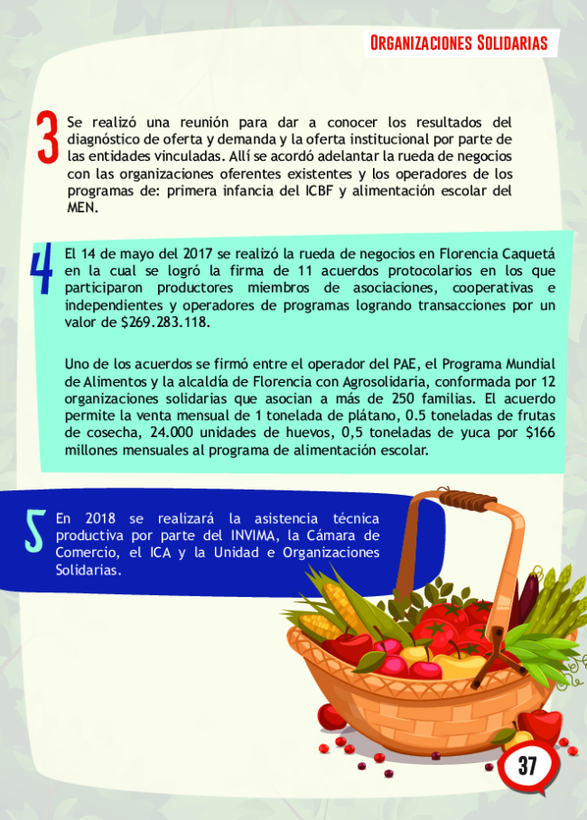 ORGANIZACIONES SOLIDARIAS
3
Se realizó una reunión para dar a conocer los resultados del
diagnóstico de oferta y demanda y la oferta institucional por parte de
las entidades vinculadas. Allí se acordó adelantar la rueda de negocios
con las organizaciones oferentes existentes y los operadores de los
programas de: primera infancia del ICBF y alimentación escolar del
MEN.
4
El 14 de mayo del 2017 se realizó la rueda de negocios en Florencia Caquetá
en la cual se logró la firma de 11 acuerdos protocolarios en los que
participaron productores miembros de asociaciones, cooperativas e
independientes y operadores de programas logrando transacciones por un
valor de $269.283.118.
Uno de los acuerdos se firmó entre el operador del PAE, el Programa Mundial
de Alimentos y la alcaldía de Florencia con Agrosolidaria, conformada por 12
organizaciones solidarias que asocian a más de 250 familias. El acuerdo
permite la venta mensual de 1 tonelada de plátano, 0.5 toneladas de frutas
de cosecha, 24.000 unidades de huevos, 0,5 toneladas de yuca por $166
millones mensuales al programa de alimentación escolar.
5
En 2018 se realizará la asistencia técnica
productiva por parte del INVIMA, la Cámara de
Comercio, el ICA y la Unidad e Organizaciones
Solidarias.
37